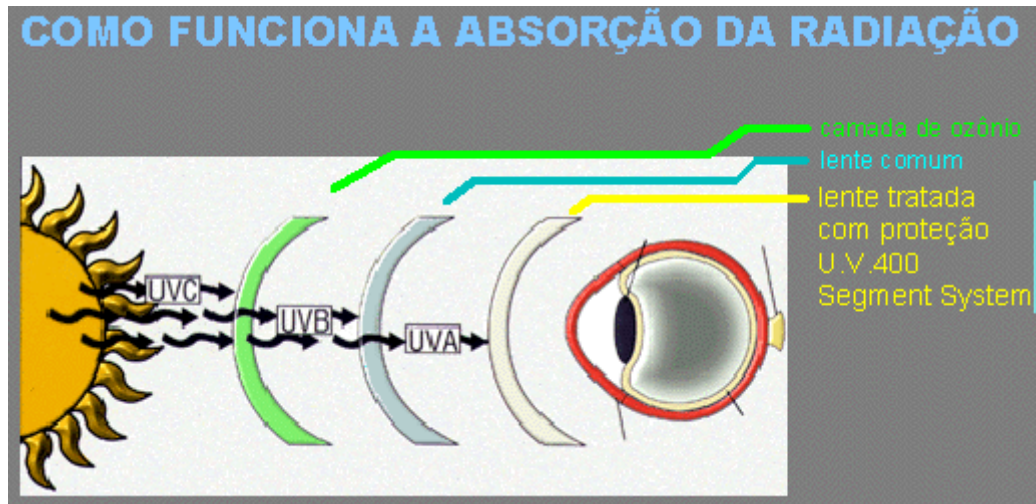 COMO FUNCIONA A ABSORÇÃO DA RADIAÇÃO
camada de ozônio
lente comum
lente tratada
com proteção
U.V.400
Segment System
UVC
UVB
UVA